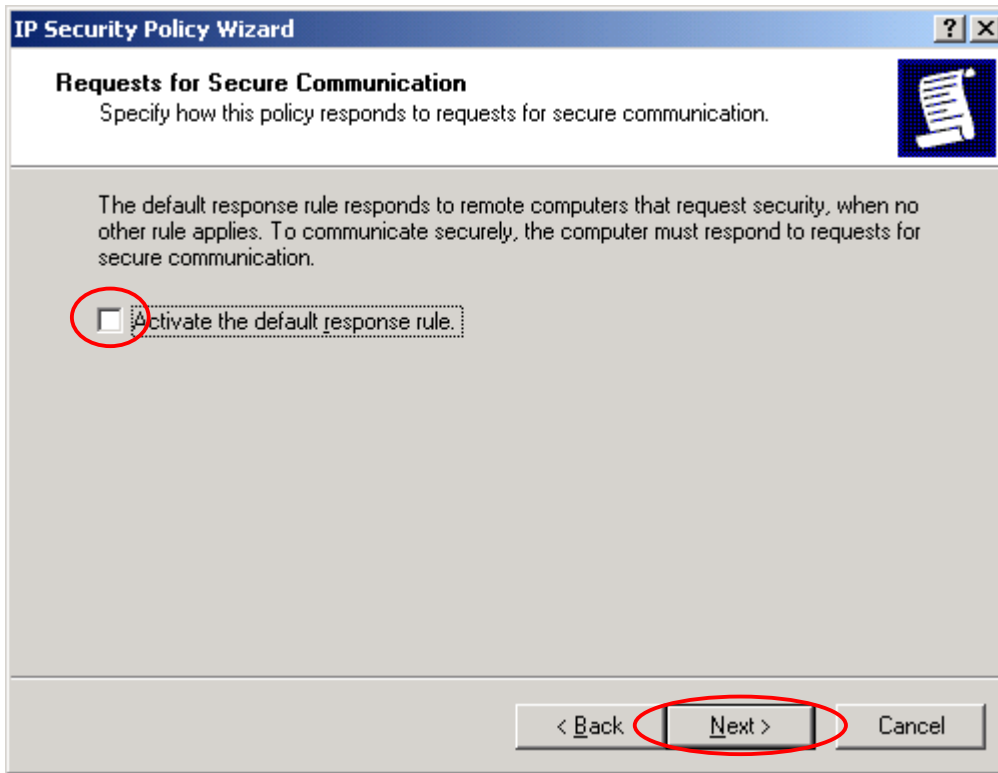 IP Security Policy Wizard
Requests for Secure Communication
Specify how this policy responds to requests for secure communication.
The default response rule responds to remote computers that request security, when no
other rule applies. To communicate securely, the computer must respond to requests for
secure communication.
Activate the default response rule.
< Back Next > Cancel